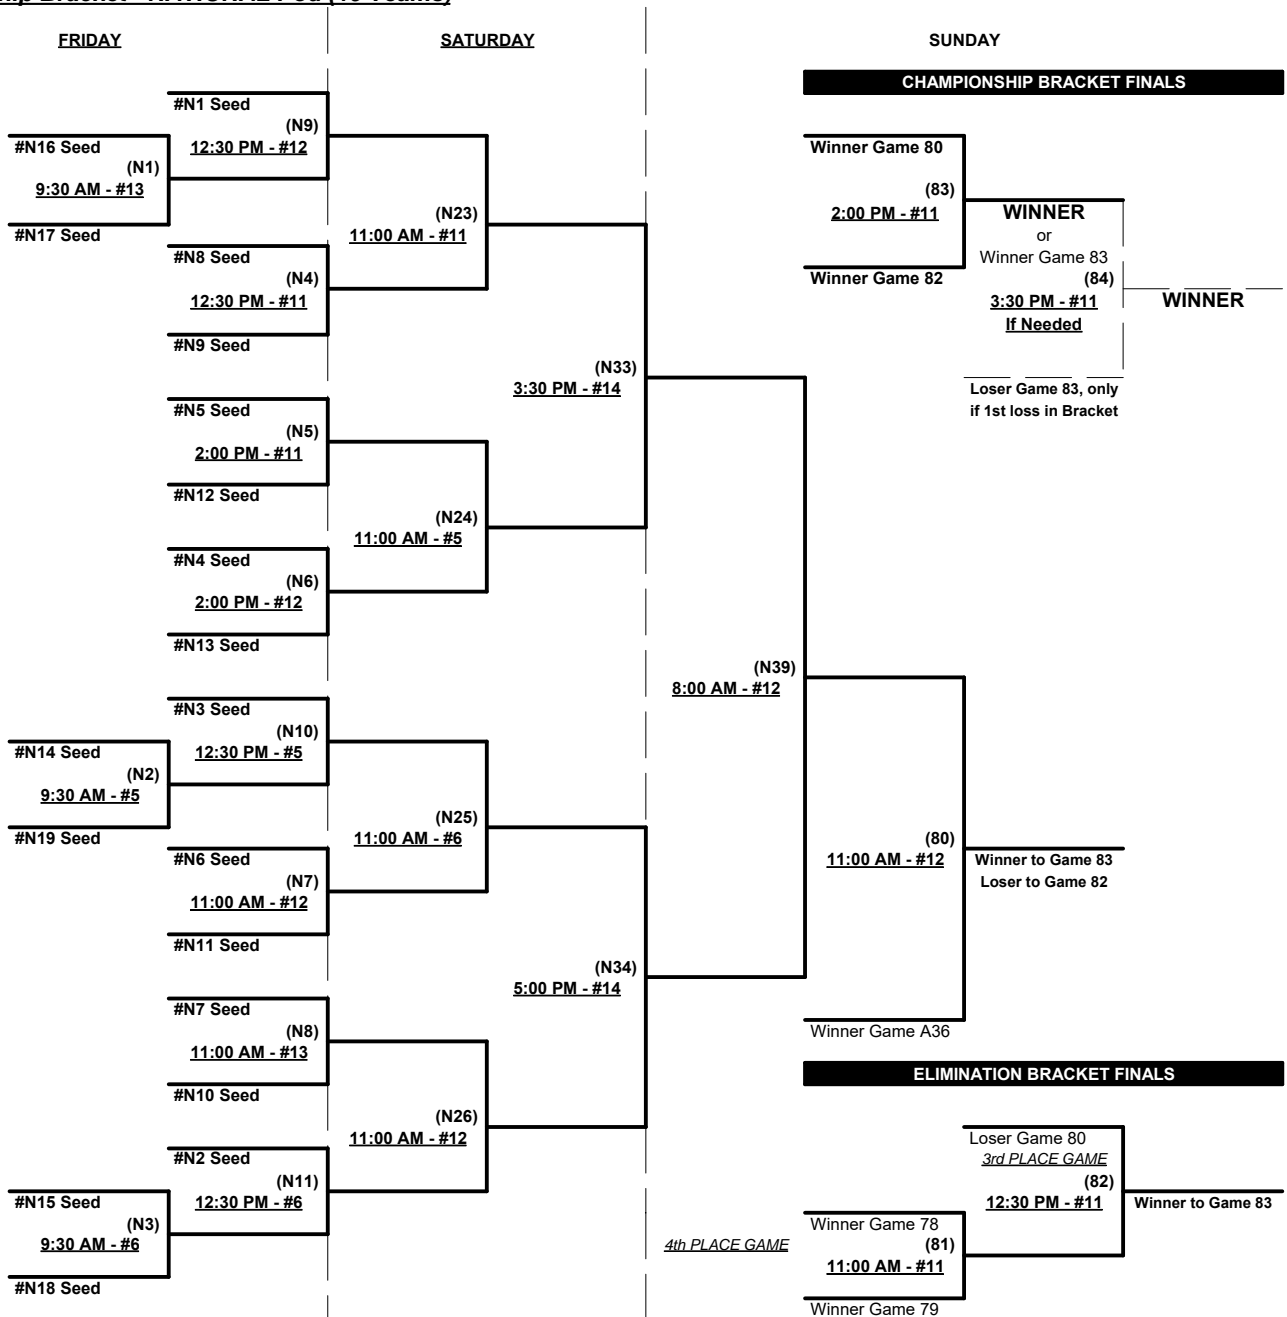 FRIDAY
SATURDAY
SUNDAY
CHAMPIONSHIP BRACKET FINALS
#N1 Seed
(N9)
12:30 PM - #12
#N16 Seed
(N1)
9:30 AM - #13
#N17 Seed
(N23)
11:00 AM - #11
#N8 Seed
(N4)
12:30 PM - #11
#N9 Seed
(N33)
3:30 PM - #14
#N5 Seed
(N5)
2:00 PM - #11
#N12 Seed
(N24)
11:00 AM - #5
#N4 Seed
(N6)
2:00 PM - #12
#N13 Seed
Winner Game 80
(83)
2:00 PM - #11
Winner Game 82
WINNER
or
Winner Game 83
(84)
3:30 PM - #11
If Needed
WINNER
Loser Game 83, only
if 1st loss in Bracket
(N39)
8:00 AM - #12
#N3 Seed
(N10)
12:30 PM - #5
#N14 Seed
(N2)
9:30 AM - #5
#N19 Seed
(N25)
11:00 AM - #6
#N6 Seed
(N7)
11:00 AM - #12
#N11 Seed
(80)
11:00 AM - #12
Winner to Game 83
Loser to Game 82
(N34)
5:00 PM - #14
#N7 Seed
(N8)
11:00 AM - #13
#N10 Seed
Winner Game A36
ELIMINATION BRACKET FINALS
(N26)
11:00 AM - #12
#N2 Seed
(N11)
12:30 PM - #6
#N15 Seed
(N3)
9:30 AM - #6
#N18 Seed
Loser Game 80
3rd PLACE GAME
(82)
12:30 PM - #11
Winner to Game 83
4th PLACE GAME
Winner Game 78
(81)
11:00 AM - #11
Winner Game 79